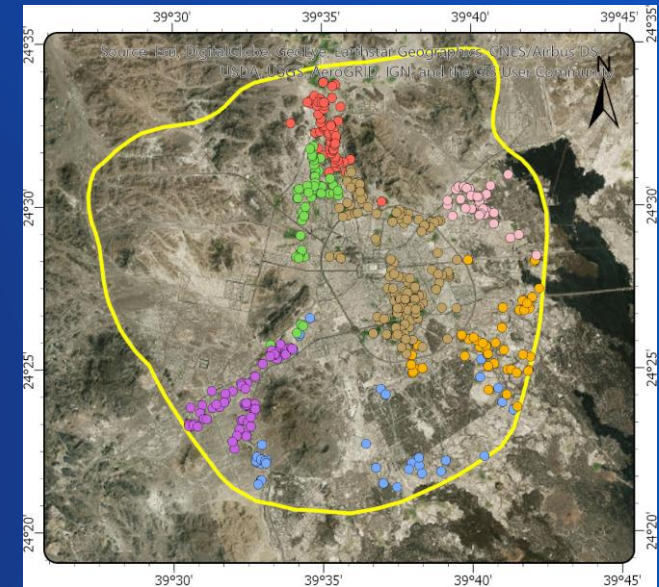 39°30' 39°35' 39°40' 39°45'
Source: Esri, DigitalGlobe, GeoEye, Earthstar Geographics, CNES/Airbus DS,
USDA, USGS, AeroGRID, IGN, and the GIS User Community
N
24°35' 24°35'
24°30' 24°30'
24°25' 24°25'
24°20' 24°20'
39°30' 39°35' 39°40' 39°45'